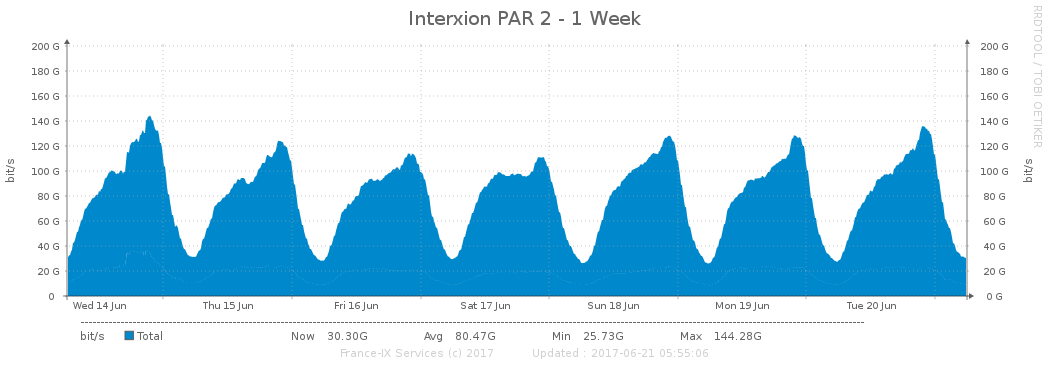 Interxion PAR 2 - 1 Week
RRDTOOL / TOBI OETIKER
200 G 200 G
180 G 180 G
160 G 160 G
140 G 140 G
120 G 120 G
100 G 100 G
80 G 80 G
60 G 60 G
40 G 40 G
20 G 20 G
0 0 G
bit/s
bit/s
Wed 14 Jun Thu 15 Jun Fri 16 Jun Sat 17 Jun Sun 18 Jun Mon 19 Jun Tue 20 Jun
bit/s Total Now 30.30G Avg 80.47G Min 25.73G Max 144.28G
France-IX Services (c) 2017 Updated : 2017-06-21 05:55:06